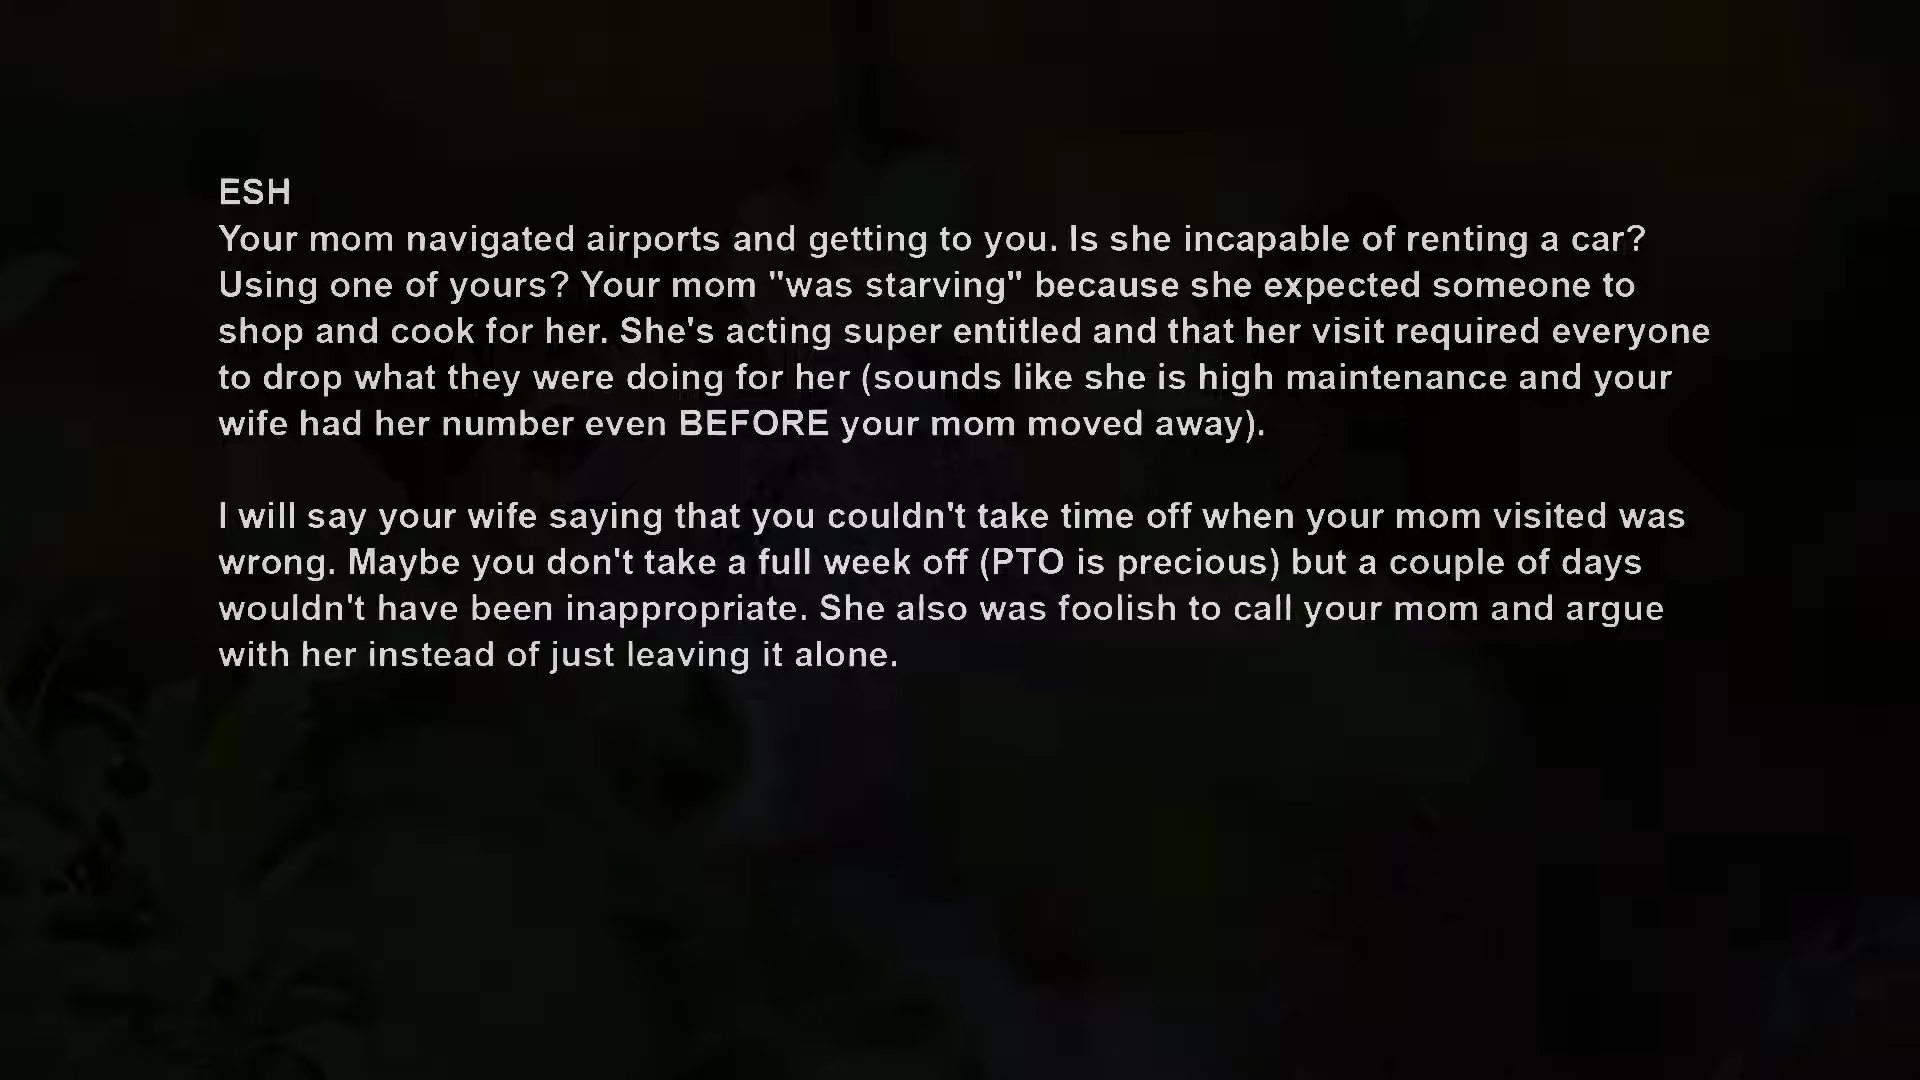 ESH
Your mom navigated airports and getting to you. Is she incapable of renting a car?
Using one of yours? Your mom "was starving" because she expected someone to
shop and cook for her. She's acting super entitled and that her visit required everyone
to drop what they were doing for her (sounds like she is high maintenance and your
wife had her number even BEFORE your mom moved away).
I will say your wife saying that you couldn't take time off when your mom visited was
wrong. Maybe you don't take a full week off (PTO is precious) but a couple of days
wouldn't have been inappropriate. She also was foolish to call your mom and argue
with her instead of just leaving it alone.